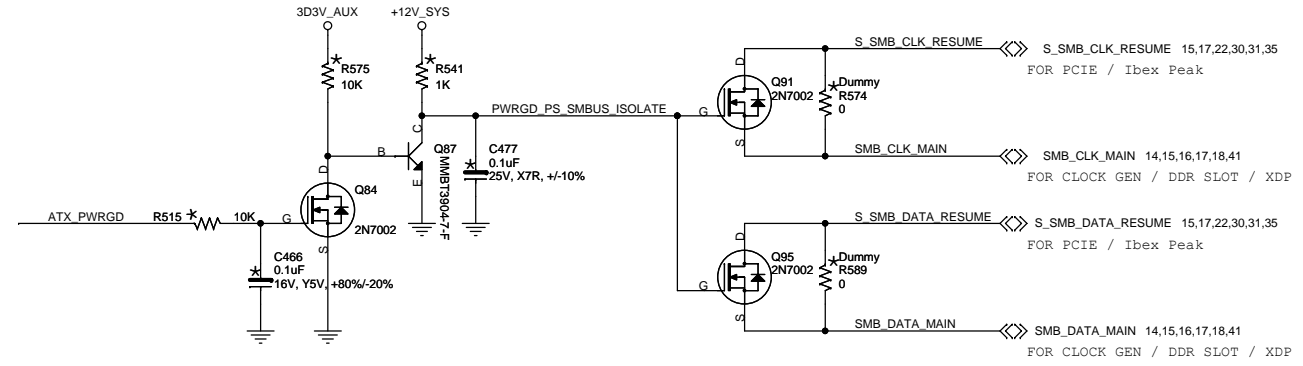 3D3V_AUX
+12V_SYS
*
R575
10K
*
R541
1K
PWRGD_PS_SMBUS_ISOLATE
C
B
E
Q87
MMBT3904-7-F
*
C477
0.1uF
25V, X7R, +/-10%
D
G
S
Q84
2N7002
ATX_PWRGD
R515 *
10K
*
C466
0.1uF
16V, Y5V, +80%/-20%
D
G
S
Q91
2N7002
*
Dummy
R574
0
S_SMB_CLK_RESUME
S_SMB_CLK_RESUME 15,17,22,30,31,35
FOR PCIE / Ibex Peak
SMB_CLK_MAIN
SMB_CLK_MAIN 14,15,16,17,18,41
FOR CLOCK GEN / DDR SLOT / XDP
D
G
S
Q95
2N7002
*
Dummy
R589
0
S_SMB_DATA_RESUME
S_SMB_DATA_RESUME 15,17,22,30,31,35
FOR PCIE / Ibex Peak
SMB_DATA_MAIN
SMB_DATA_MAIN 14,15,16,17,18,41
FOR CLOCK GEN / DDR SLOT / XDP